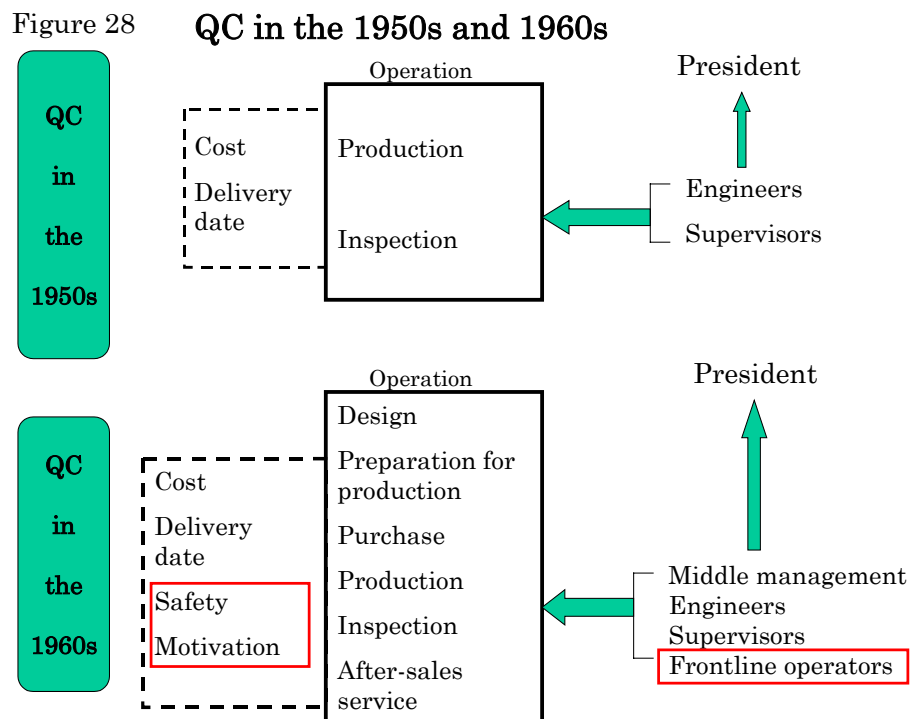 Figure 28
QC in the 1950s and 1960s
QC
in
the
1950s
Operation
Cost
Delivery
date
Production
Inspection
President
Engineers
Supervisors
QC
in
the
1960s
Operation
Cost
Delivery
date
Safety
Motivation
Design
Preparation for
production
Purchase
Production
Inspection
After-sales
service
President
Middle management
Engineers
Supervisors
Frontline operators